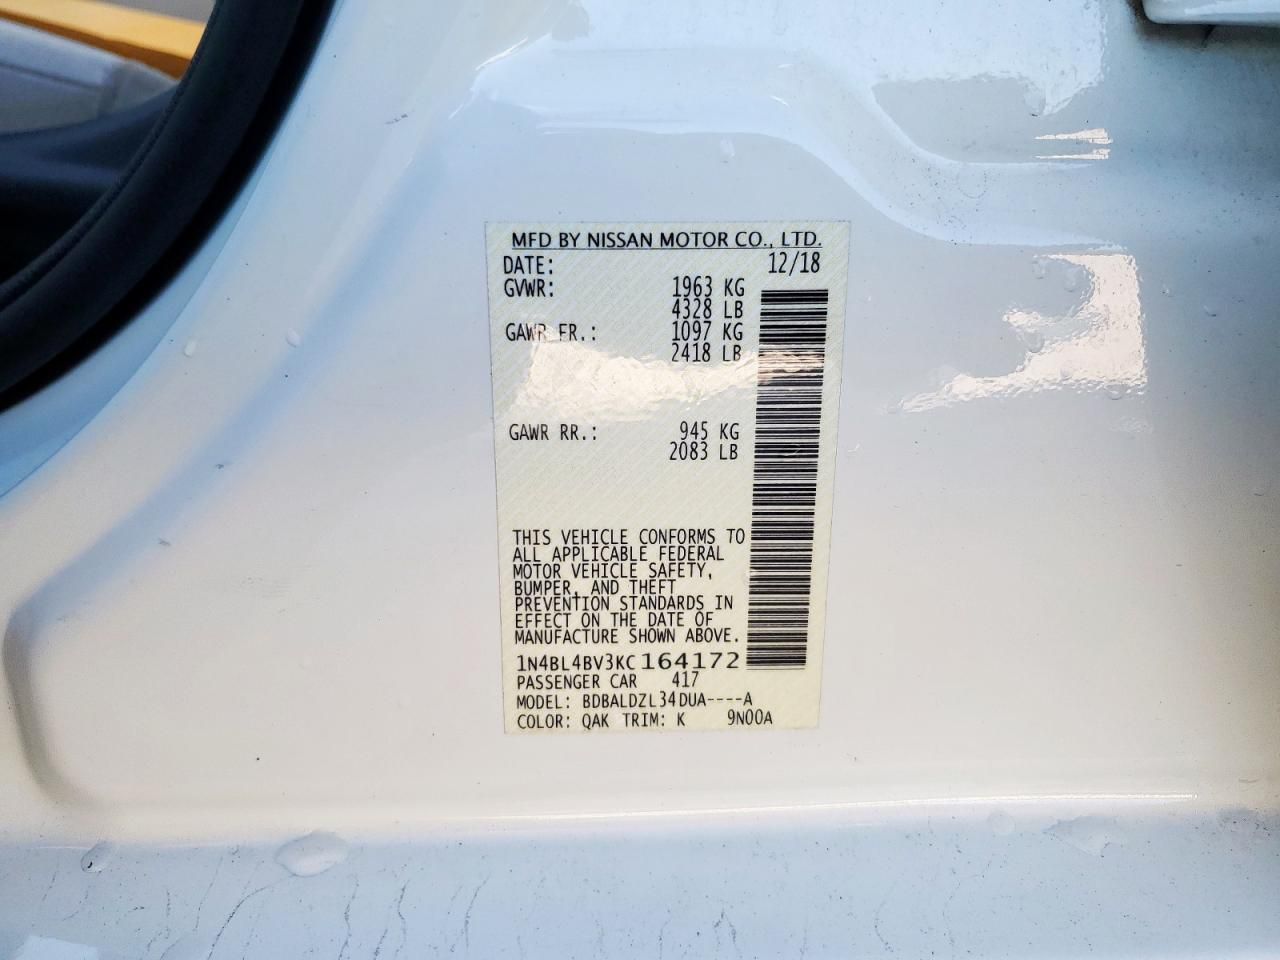 MFD BY NISSAN MOTOR CO., LTD.
DATE: 12/18
GVWR: 1963 KG
4328 LB
GAWR FR.: 1097 KG
2418 LB
GAWR RR.: 945 KG
2083 LB
THIS VEHICLE CONFORMS TO
ALL APPLICABLE FEDERAL
MOTOR VEHICLE SAFETY,
BUMPER, AND THEFT
PREVENTION STANDARDS IN
EFFECT ON THE DATE OF
MANUFACTURE SHOWN ABOVE.
1N4BL4BV3KC164172
PASSENGER CAR 417
MODEL: BDBALDZL34DUA----A
COLOR: QAK TRIM: K 9N00A